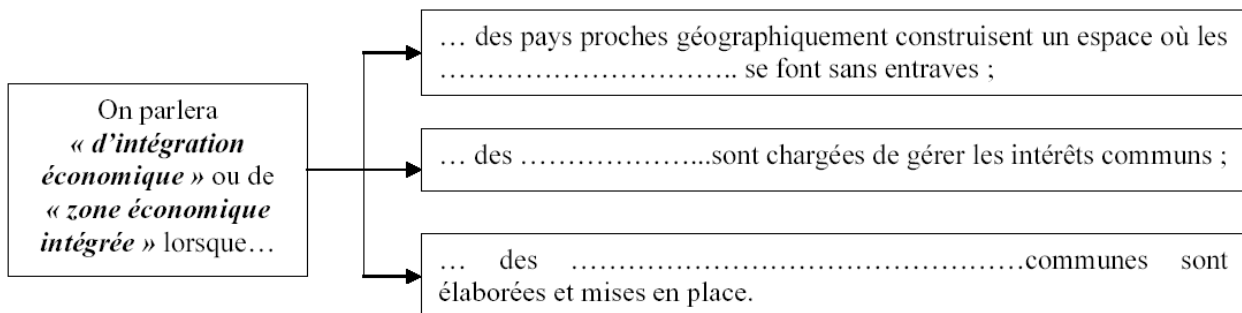 On parlera
« d'intégration
économique » ou de
« zone économique
intégrée » lorsque…
… des pays proches géographiquement construisent un espace où les
…………………………….. se font sans entraves ;
… des …………………...sont chargées de gérer les intérêts communs ;
… des …………………………………………communes sont
élaborées et mises en place.